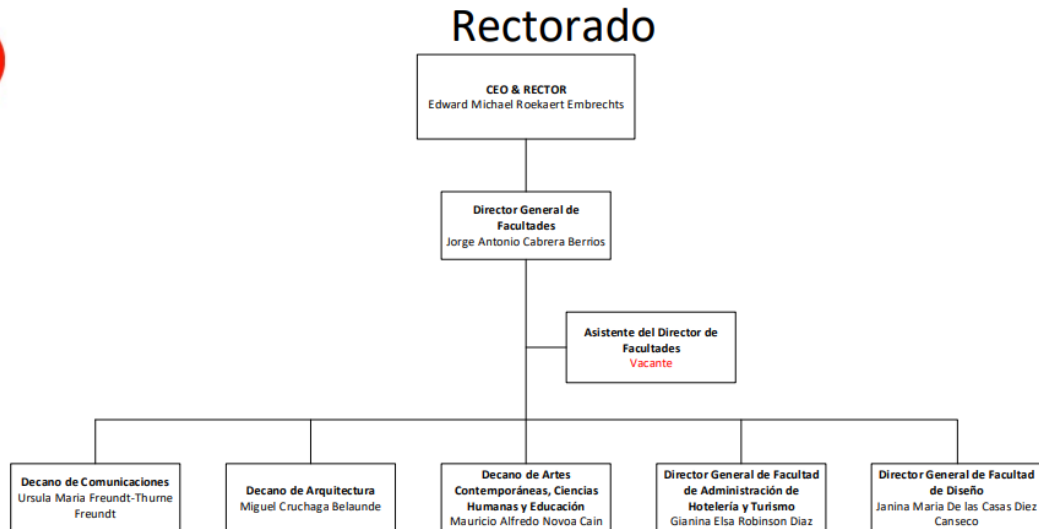 Rectorado
CEO & RECTOR
Edward Michael Roekaert Embrechts
Director General de
Facultades
Jorge Antonio Cabrera Berrios
Asistente del Director de
Facultades
Vacante
Decano de Comunicaciones
Ursula Maria Freundt-Thurne
Freundt
Decano de Arquitectura
Miguel Cruchaga Belaunde
Decano de Artes
Contemporáneas, Ciencias
Humanas y Educación
Mauricio Alfredo Novoa Cain
Director General de Facultad
de Administración de
Hotelería y Turismo
Gianina Elsa Robinson Diaz
Director General de Facultad
de Diseño
Janina Maria De las Casas Diez
Canseco